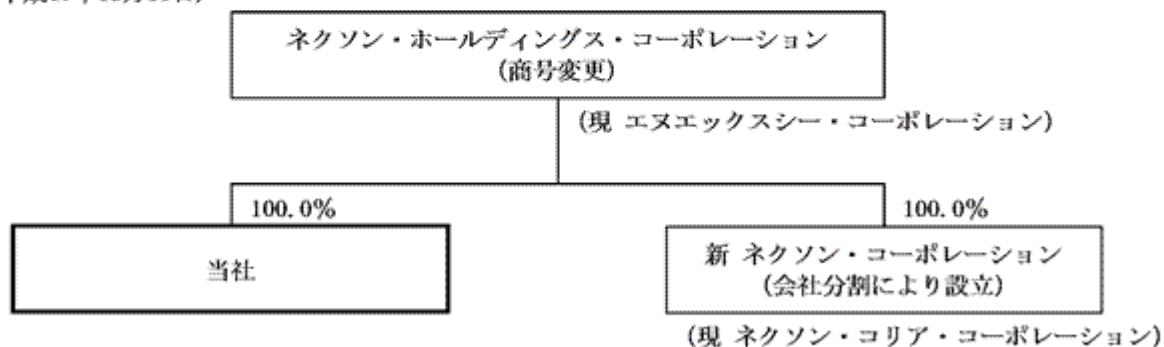 ネクソン・ホールディングス・コーポレーション
(商号変更)
(現 エヌエックスシー・コーポレーション)
100.0%
100.0%
当社
新 ネクソン・コーポレーション
(会社分割により設立)
(現 ネクソン・コリア・コーポレーション)